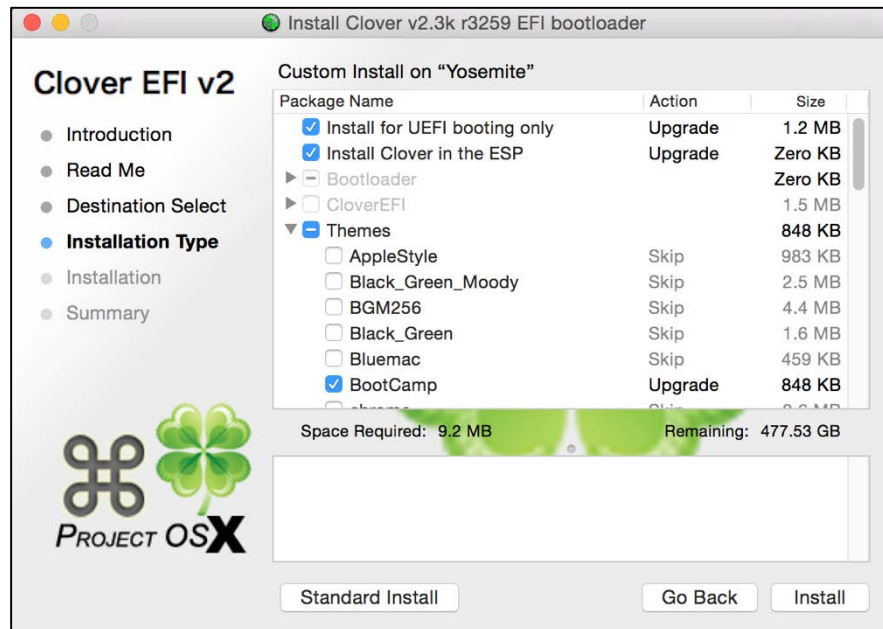 Install Clover v2.3k r3259 EFI bootloader
Clover EFI v2
Introduction
Read Me
Destination Select
Installation Type
Installation
Summary
PROJECT OSX
Custom Install on “Yosemite”
Package Name Action Size
Install for UEFI booting only Upgrade 1.2 MB
Install Clover in the ESP Upgrade Zero KB
Bootloader Zero KB
CloverEFI 1.5 MB
Themes 848 KB
AppleStyle Skip 983 KB
Black_Green_Moody Skip 2.5 MB
BGM256 Skip 4.4 MB
Black_Green Skip 1.6 MB
Bluemac Skip 459 KB
BootCamp Upgrade 848 KB
Space Required: 9.2 MB Remaining: 477.53 GB
Standard Install Go Back Install